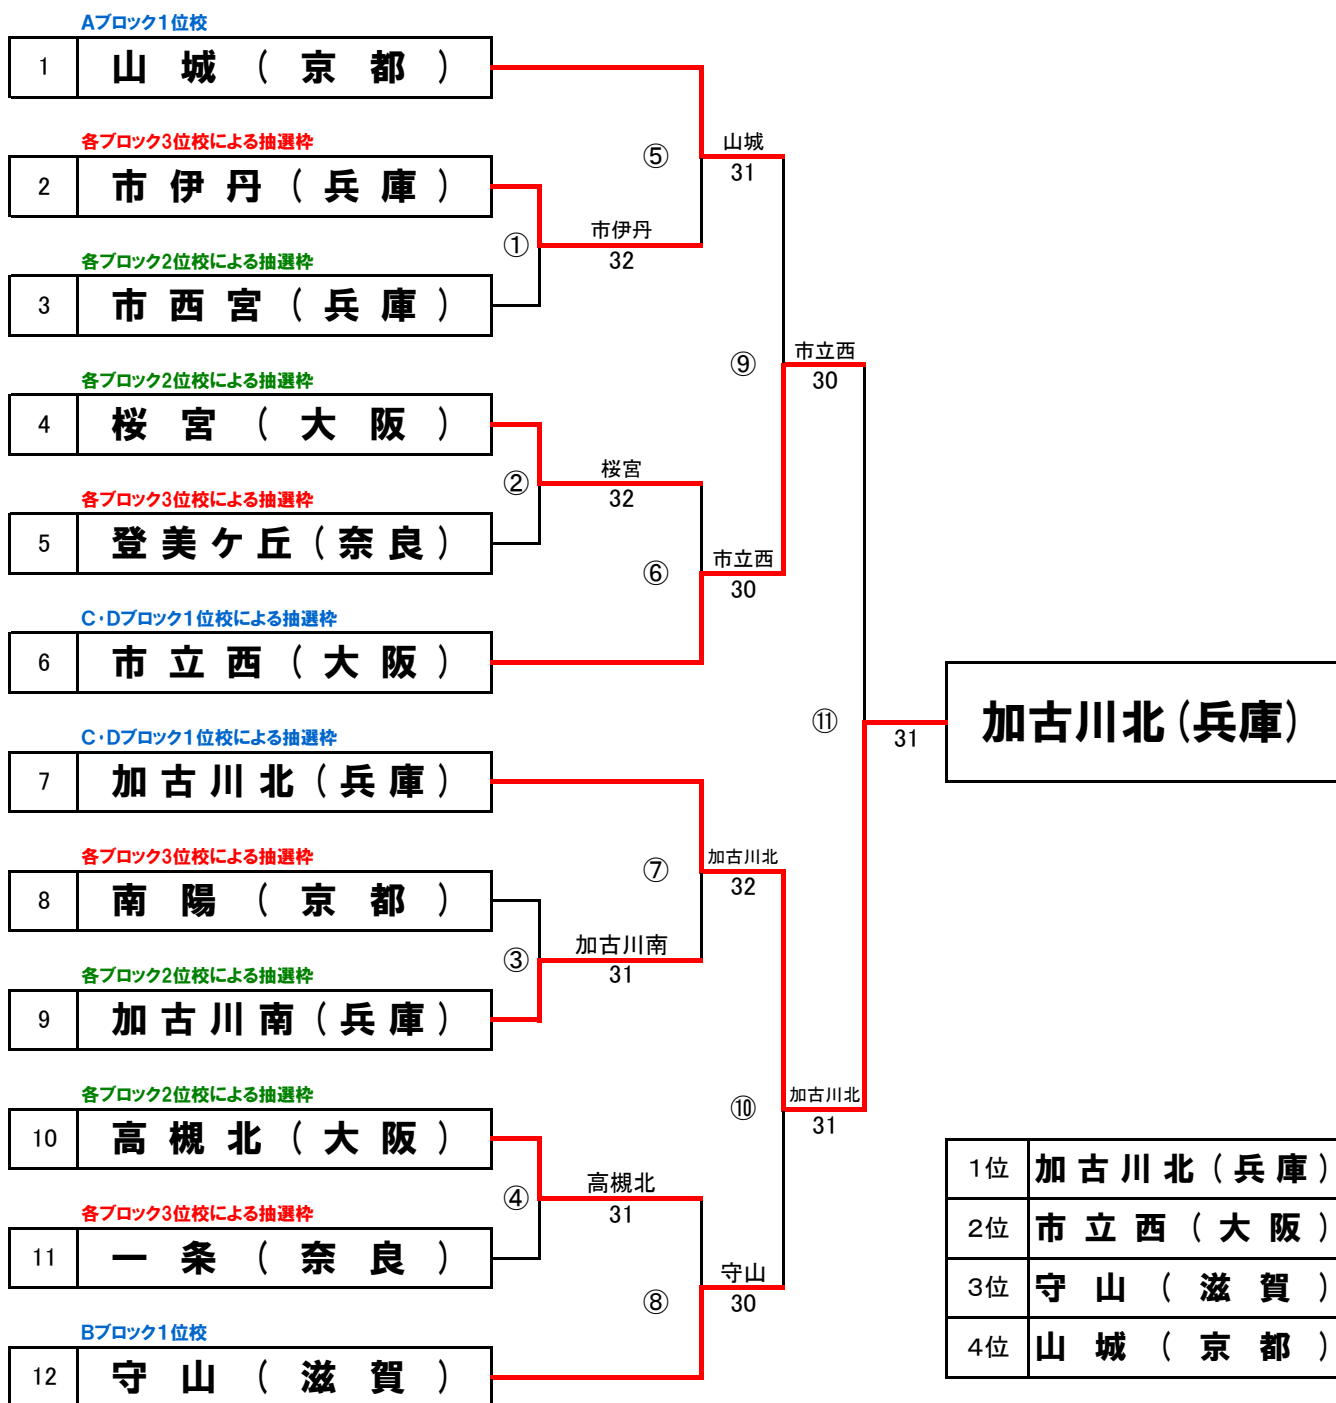 Aブロック1位校
1 山城(京都)
各ブロック3位校による抽選枠
2 市伊丹(兵庫)
各ブロック2位校による抽選枠
3 市西宮(兵庫)
各ブロック2位校による抽選枠
4 桜宮(大阪)
各ブロック3位校による抽選枠
5 登美ケ丘(奈良)
C・Dブロック1位校による抽選枠
6 市立西(大阪)
C・Dブロック1位校による抽選枠
7 加古川北(兵庫)
各ブロック3位校による抽選枠
8 南陽(京都)
各ブロック2位校による抽選枠
9 加古川南(兵庫)
各ブロック2位校による抽選枠
10 高槻北(大阪)
各ブロック3位校による抽選枠
11 一条(奈良)
Bブロック1位校
12 守山(滋賀)
①
市伊丹
32
②
桜宮
32
③
加古川南
31
④
高槻北
31
⑤
山城
31
⑥
市立西
30
⑦
加古川北
32
⑧
守山
30
⑨
市立西
30
⑩
加古川北
31
⑪
31
加古川北(兵庫)
1位 加古川北(兵庫)
2位 市立西(大阪)
3位 守山(滋賀)
4位 山城(京都)